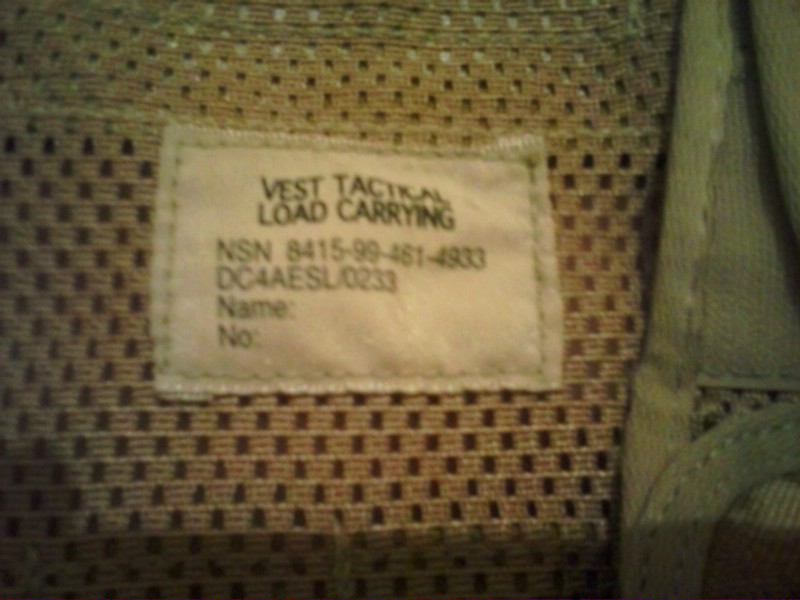 VEST TACTICAL
LOAD CARRYING
NSN 8415-99-461-4933
DC4AESL/0233
Name:
No: